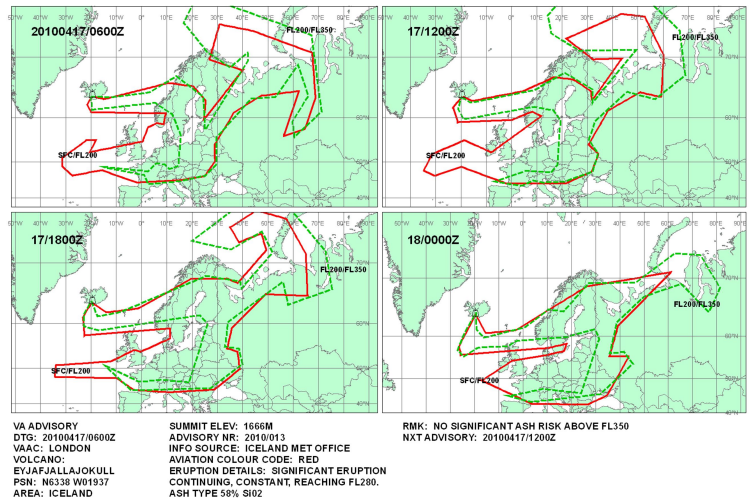 20100417/0600Z
FL200/FL350
SFC/FL200
17/1200Z
FL200/FL350
SFC/FL200
17/1800Z
FL200/FL350
SFC/FL200
18/0000Z
FL200/FL350
SFC/FL200
VA ADVISORY
DTG: 20100417/0600Z
VAAC: LONDON
VOLCANO:
EYJAFJALLAJOKULL
PSN: N6338 W01937
AREA: ICELAND
SUMMIT ELEV: 1666M
ADVISORY NR: 2010/013
INFO SOURCE: ICELAND MET OFFICE
AVIATION COLOUR CODE: RED
ERUPTION DETAILS: SIGNIFICANT ERUPTION
CONTINUING, CONSTANT, REACHING FL280.
ASH TYPE 58% Si02
RMK: NO SIGNIFICANT ASH RISK ABOVE FL350
NXT ADVISORY: 20100417/1200Z